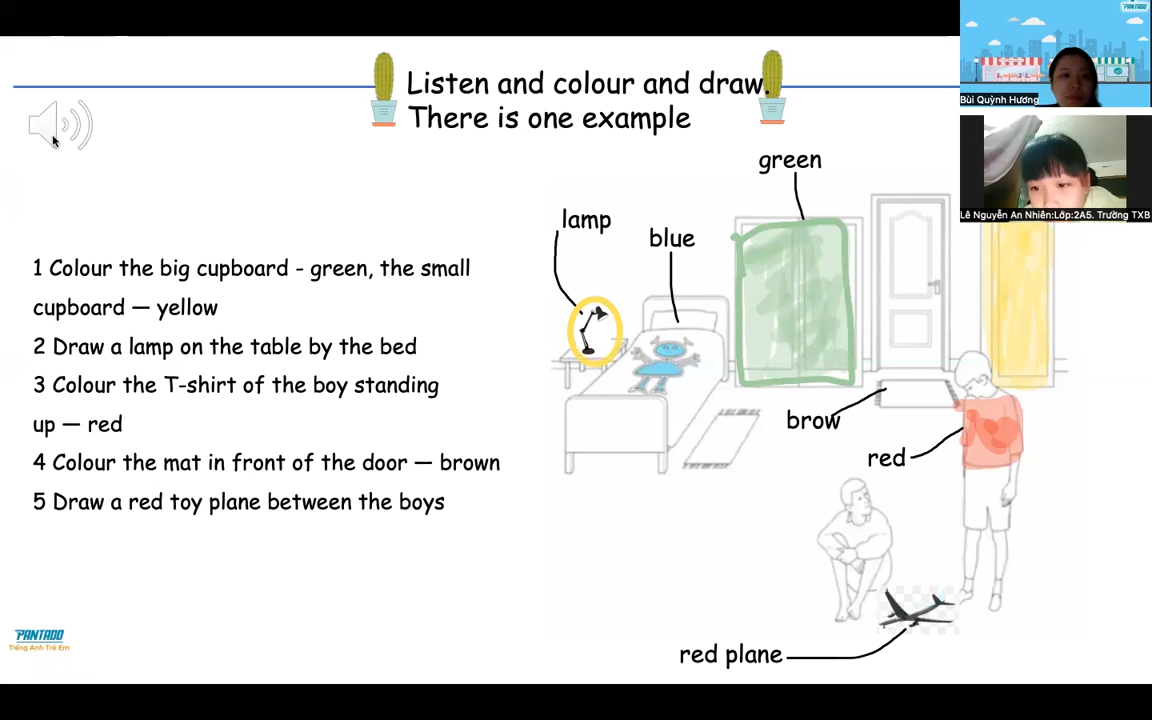 PANTADO
Listen and colour and draw.
There is one example
Bùi Quỳnh Hương
green
Lê Nguyễn An Nhiên:Lớp:2A5. Trường TXB
lamp
blue
1 Colour the big cupboard - green, the small
cupboard — yellow
2 Draw a lamp on the table by the bed
3 Colour the T-shirt of the boy standing
up — red
4 Colour the mat in front of the door — brown
5 Draw a red toy plane between the boys
brow
red
red plane
PANTADO
Tiếng Anh Trẻ Em